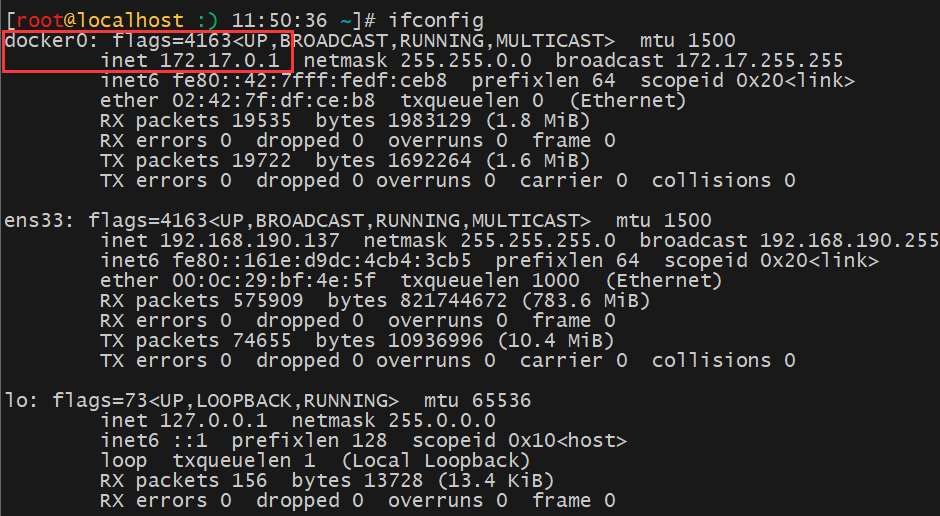 [root@localhost :) 11:50:36 ~]# ifconfig
docker0: flags=4163<UP,BROADCAST,RUNNING,MULTICAST>  mtu 1500
        inet 172.17.0.1  netmask 255.255.0.0  broadcast 172.17.255.255
        inet6 fe80::42:7fff:fedf:ceb8  prefixlen 64  scopeid 0x20<link>
        ether 02:42:7f:df:ce:b8  txqueuelen 0  (Ethernet)
        RX packets 19535  bytes 1983129 (1.8 MiB)
        RX errors 0  dropped 0  overruns 0  frame 0
        TX packets 19722  bytes 1692264 (1.6 MiB)
        TX errors 0  dropped 0 overruns 0  carrier 0  collisions 0

ens33: flags=4163<UP,BROADCAST,RUNNING,MULTICAST>  mtu 1500
        inet 192.168.190.137  netmask 255.255.255.0  broadcast 192.168.190.255
        inet6 fe80::161e:d9dc:4cb4:3cb5  prefixlen 64  scopeid 0x20<link>
        ether 00:0c:29:bf:4e:5f  txqueuelen 1000  (Ethernet)
        RX packets 575909  bytes 821744672 (783.6 MiB)
        RX errors 0  dropped 0  overruns 0  frame 0
        TX packets 74655  bytes 10936996 (10.4 MiB)
        TX errors 0  dropped 0 overruns 0  carrier 0  collisions 0

lo: flags=73<UP,LOOPBACK,RUNNING>  mtu 65536
        inet 127.0.0.1  netmask 255.0.0.0
        inet6 ::1  prefixlen 128  scopeid 0x10<host>
        loop  txqueuelen 1  (Local Loopback)
        RX packets 156  bytes 13728 (13.4 KiB)
        RX errors 0  dropped 0  overruns 0  frame 0